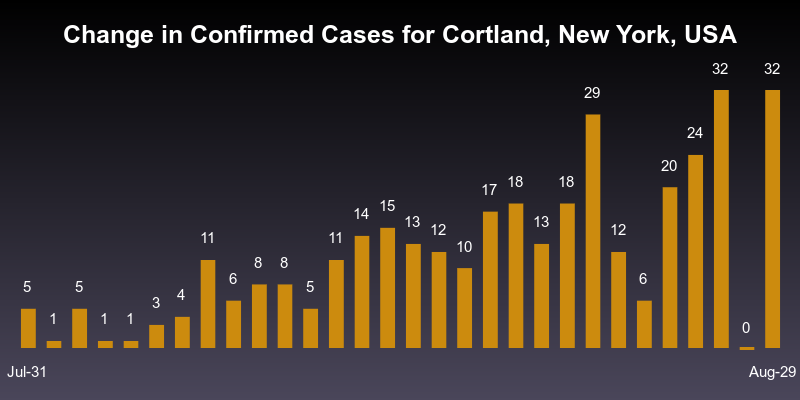 Change in Confirmed Cases for Cortland, New York, USA
5 1 5 1 1 3 4 11 6 8 8 5 11 14 15 13 12 10 17 18 13 18 29 12 6 20 24 32 0 32
Jul-31 Aug-29